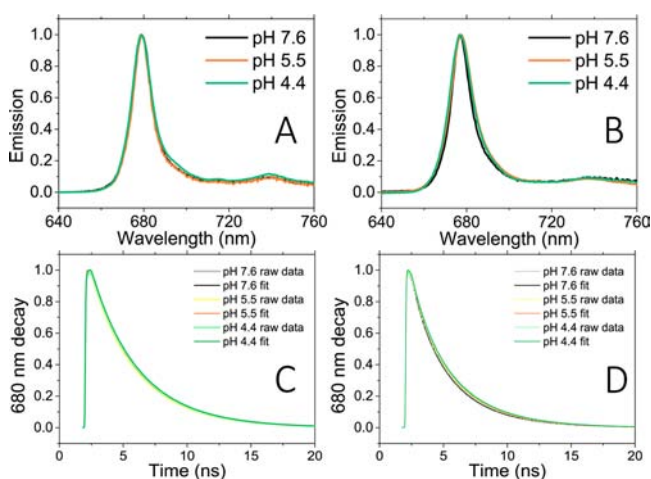 pH 7.6
pH 5.5
pH 4.4
A
Emission
1.0
0.8
0.6
0.4
0.2
0.0
640 680 720 760
Wavelength (nm)
pH 7.6
pH 5.5
pH 4.4
B
Emission
1.0
0.8
0.6
0.4
0.2
0.0
640 680 720 760
Wavelength (nm)
pH 7.6 raw data
pH 7.6 fit
pH 5.5 raw data
pH 5.5 fit
pH 4.4 raw data
pH 4.4 fit
C
680 nm decay
1.0
0.8
0.6
0.4
0.2
0.0
0 5 10 15 20
Time (ns)
pH 7.6 raw data
pH 7.6 fit
pH 5.5 raw data
pH 5.5 fit
pH 4.4 raw data
pH 4.4 fit
D
680 nm decay
1.0
0.8
0.6
0.4
0.2
0.0
0 5 10 15 20
Time (ns)